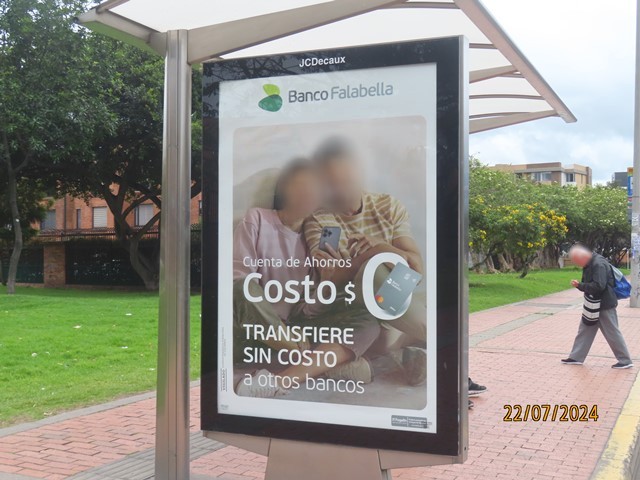 JCDecaux
Banco Falabella
Cuenta de Ahorros
Costo $0
TRANSFIERE
SIN COSTO
a otros bancos
22/07/2024